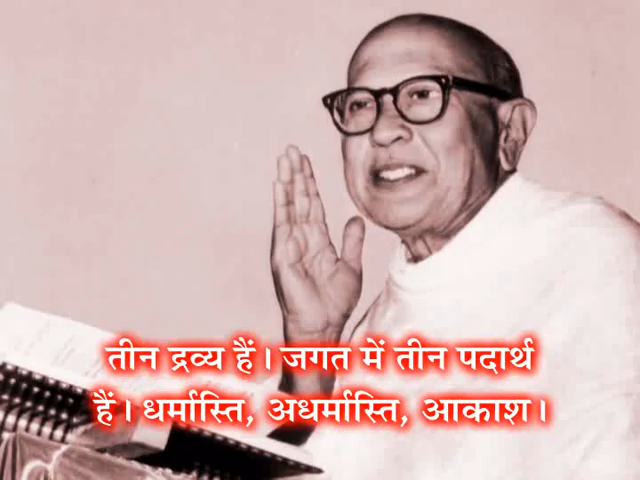 तीन द्रव्य हैं। जगत में तीन पदार्थ
हैं। धर्मास्ति, अधर्मास्ति, आकाश।